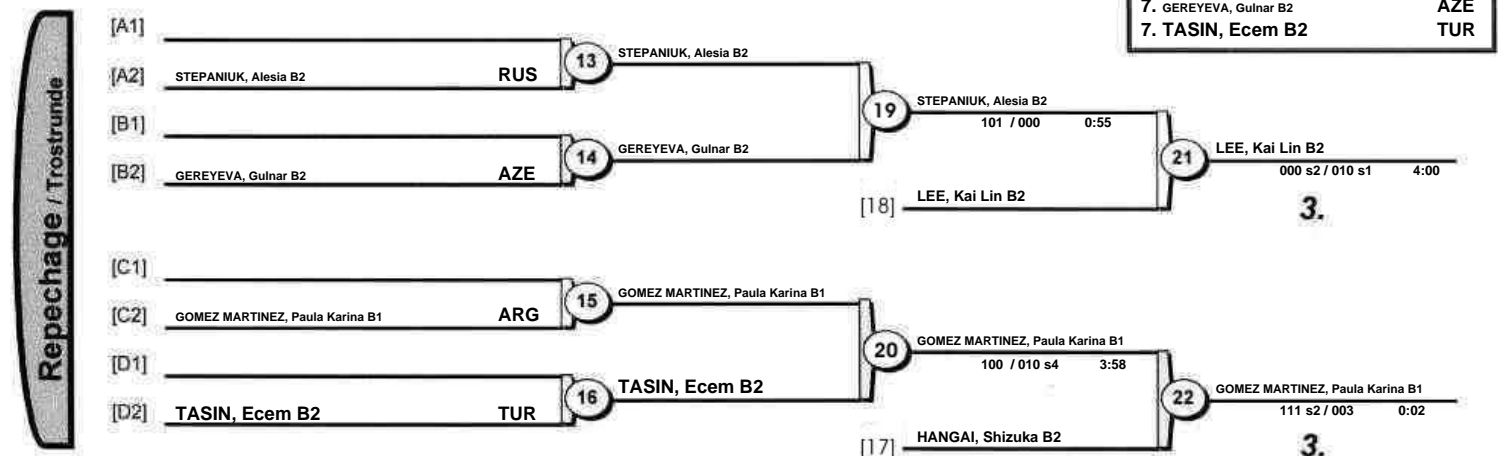 7. GEREYEVA, Gulnar B2 AZE
7. TASIN, Ecem B2 TUR
Repechage / Trostrunde
[A1]
13 STEPANIUK, Alesia B2
[A2] STEPANIUK, Alesia B2 RUS
19 STEPANIUK, Alesia B2
101 / 000 0:55
[B1]
14 GEREYEVA, Gulnar B2
21 LEE, Kai Lin B2
000 s2 / 010 s1 4:00
[B2] GEREYEVA, Gulnar B2 AZE
[18] LEE, Kai Lin B2
3.
[C1]
15 GOMEZ MARTINEZ, Paula Karina B1
[C2] GOMEZ MARTINEZ, Paula Karina B1 ARG
20 GOMEZ MARTINEZ, Paula Karina B1
100 / 010 s4 3:58
[D1]
16 TASIN, Ecem B2
22 GOMEZ MARTINEZ, Paula Karina B1
111 s2 / 003 0:02
[D2] TASIN, Ecem B2 TUR
[17] HANGAI, Shizuka B2
3.